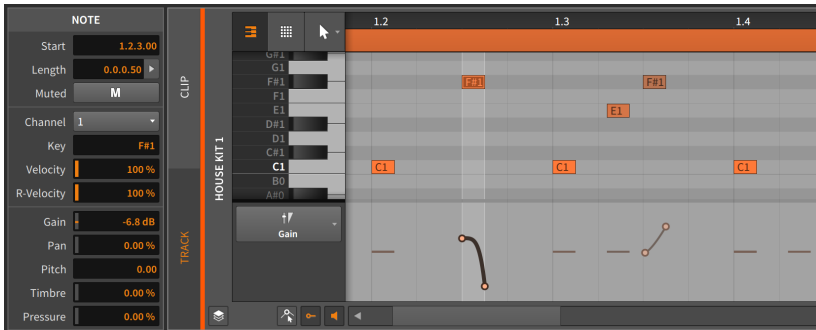 NOTE
Start 1.2.3.00
Length 0.0.0.50
Muted M
Channel 1
Key F#1
Velocity 100 %
R-Velocity 100 %
Gain -6.8 dB
Pan 0.00 %
Pitch 0.00
Timbre 0.00 %
Pressure 0.00 %
CLIP
TRACK
HOUSE KIT 1
1.2 1.3 1.4
G#1
G1
F#1 F#1 F#1
F1
E1 E1
D#1
D1
C#1
C1 C1 C1 C1
B0
A#0
Gain